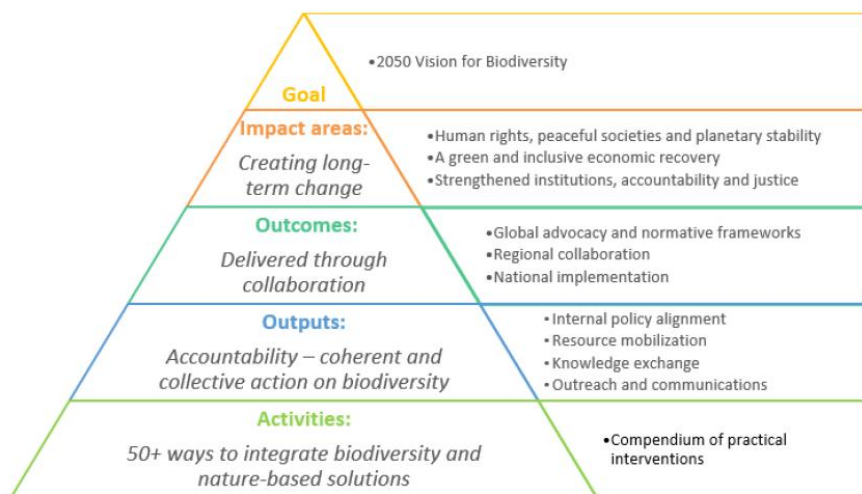 Goal
•2050 Vision for Biodiversity
Impact areas:
Creating long-
term change
•Human rights, peaceful societies and planetary stability
•A green and inclusive economic recovery
•Strengthened institutions, accountability and justice
Outcomes:
Delivered through
collaboration
•Global advocacy and normative frameworks
•Regional collaboration
•National implementation
Outputs:
Accountability – coherent and
collective action on biodiversity
• Internal policy alignment
• Resource mobilization
• Knowledge exchange
• Outreach and communications
Activities:
50+ ways to integrate biodiversity and
nature-based solutions
•Compendium of practical
interventions